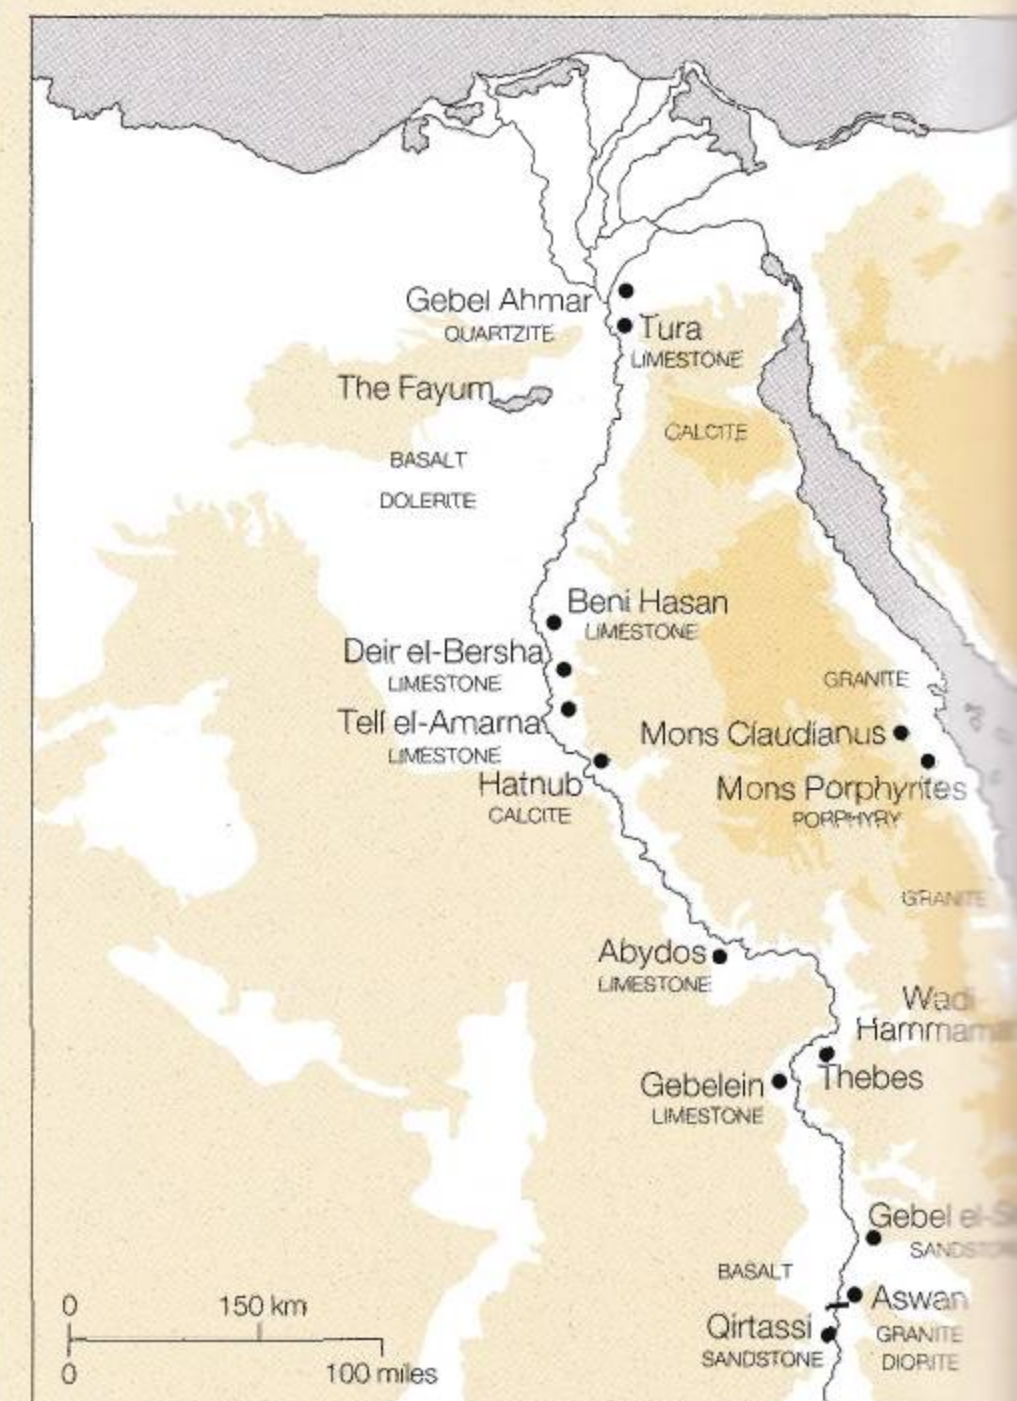 Gebel Ahmar
QUARTZITE
Tura
LIMESTONE
The Fayum
CALCITE
BASALT
DOLERITE
Beni Hasan
LIMESTONE
Deir el-Bersha
LIMESTONE
GRANITE
Tell el-Amarna
LIMESTONE
Mons Claudianus
Hatnub
CALCITE
Mons Porphyrites
PORPHYRY
GRANITE
Abydos
LIMESTONE
Wadi
Thebes
Gebelein
LIMESTONE
Gebel
BASALT
Aswan
GRANITE
DIORITE
Qirtassi
SANDSTONE
0 150 km
0 100 miles